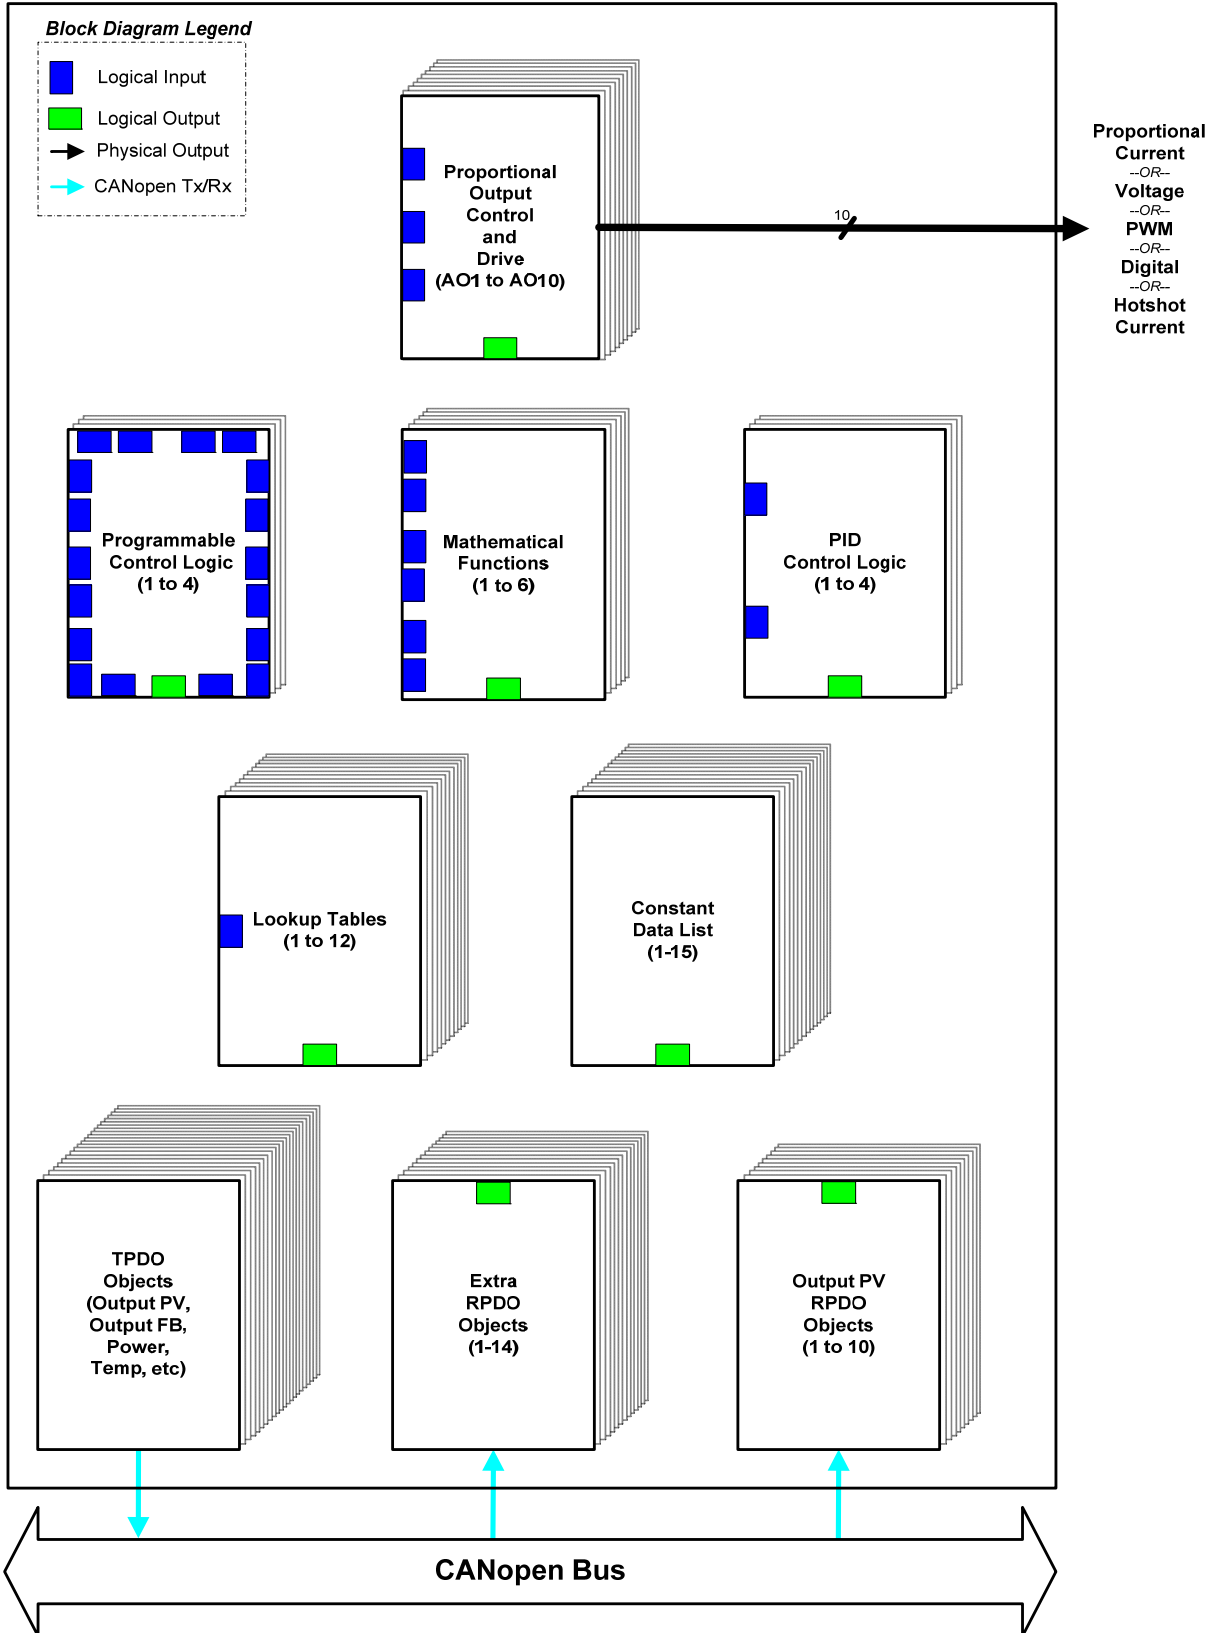 Block Diagram Legend
Logical Input
Logical Output
Physical Output
CANopen Tx/Rx
Proportional
Output
Control
and
Drive
(AO1 to AO10)
10
Proportional
Current
--OR--
Voltage
--OR--
PWM
--OR--
Digital
--OR--
Hotshot
Current
Programmable
Control Logic
(1 to 4)
Mathematical
Functions
(1 to 6)
PID
Control Logic
(1 to 4)
Lookup Tables
(1 to 12)
Constant
Data List
(1-15)
TPDO
Objects
(Output PV,
Output FB,
Power,
Temp, etc)
Extra
RPDO
Objects
(1-14)
Output PV
RPDO
Objects
(1 to 10)
CANopen Bus